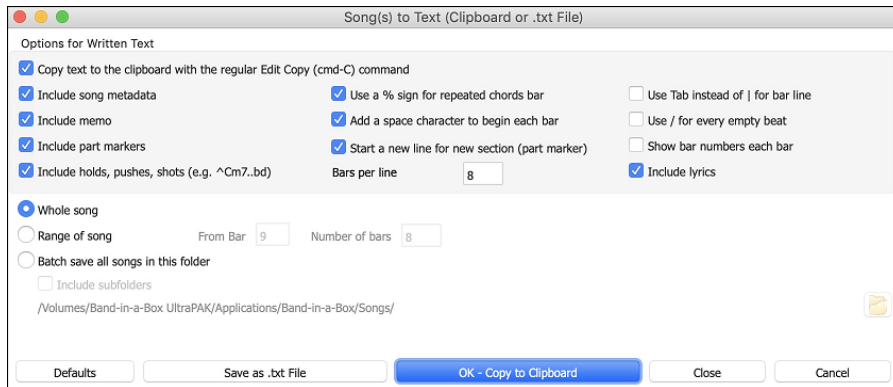 Song(s) to Text (Clipboard or .txt File)
Options for Written Text
Copy text to the clipboard with the regular Edit Copy (cmd-C) command
Include song metadata Use a % sign for repeated chords bar Use Tab instead of | for bar line
Include memo Add a space character to begin each bar Use / for every empty beat
Include part markers Start a new line for new section (part marker) Show bar numbers each bar
Include holds, pushes, shots (e.g. ^Cm7..bd) Bars per line 8 Include lyrics
Whole song
Range of song From Bar 9 Number of bars 8
Batch save all songs in this folder
Include subfolders
/Volumes/Band-in-a-Box UltraPAK/Applications/Band-in-a-Box/Songs/
Defaults Save as .txt File OK - Copy to Clipboard Close Cancel